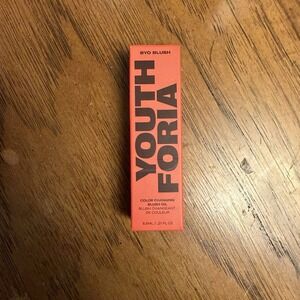 BYO BLUSH
YOUTH
FORIA
COLOR CHANGING
BLUSH OIL
BLUSH CHANGEANT
DE COULEUR